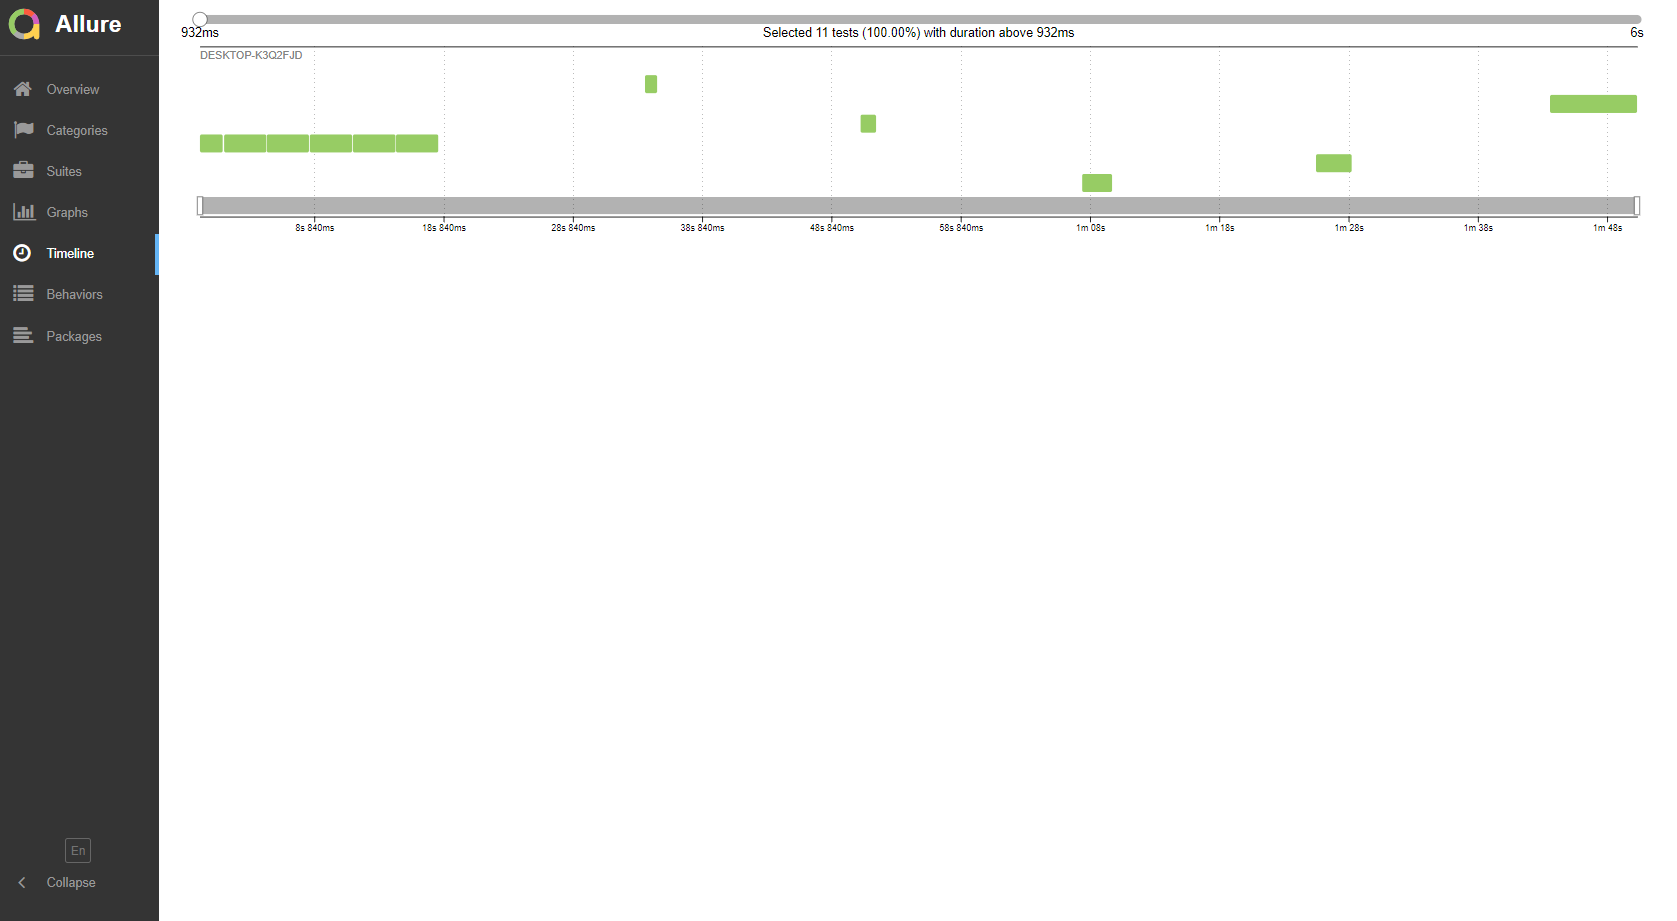 Allure
Overview
Categories
Suites
Graphs
Timeline
Behaviors
Packages
En
Collapse
932ms
Selected 11 tests (100.00%) with duration above 932ms
6s
DESKTOP-K3Q2FJD
8s 840ms
18s 840ms
28s 840ms
38s 840ms
48s 840ms
58s 840ms
1m 08s
1m 18s
1m 28s
1m 38s
1m 48s